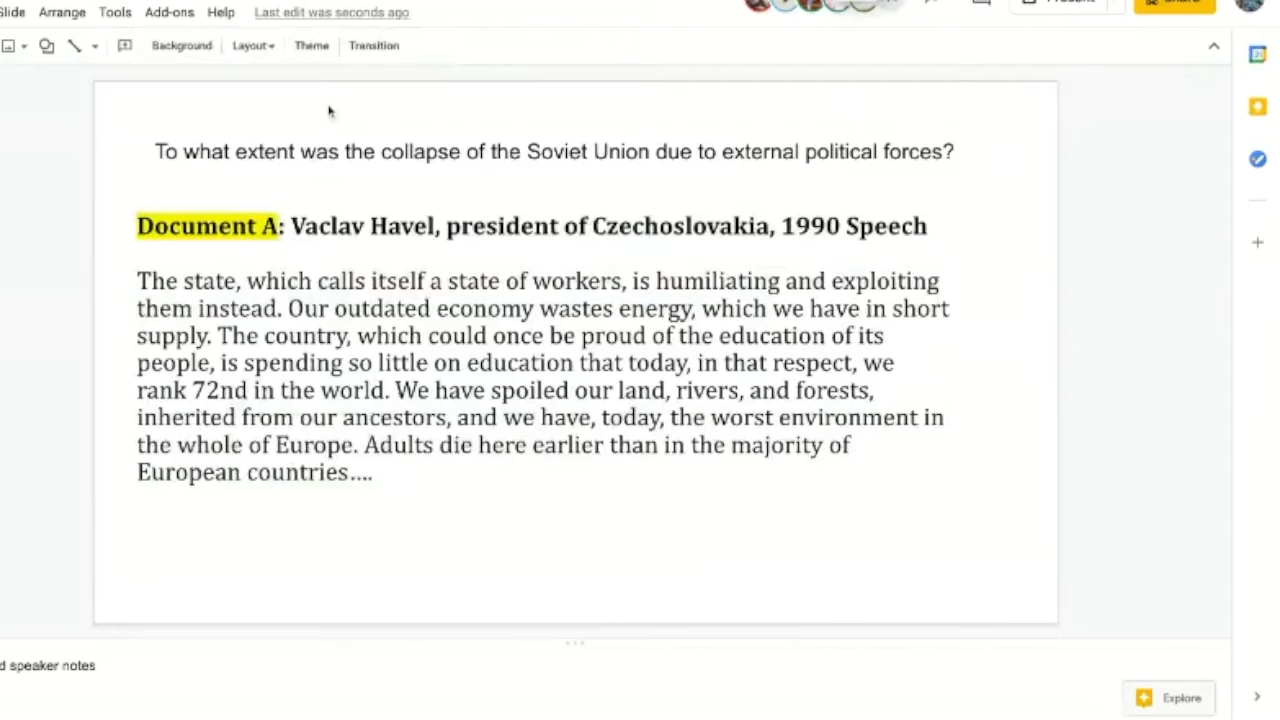 Slide Arrange Tools Add-ons Help Last edit was seconds ago
Background Layout Theme Transition
To what extent was the collapse of the Soviet Union due to external political forces?
Document A: Vaclav Havel, president of Czechoslovakia, 1990 Speech
The state, which calls itself a state of workers, is humiliating and exploiting
them instead. Our outdated economy wastes energy, which we have in short
supply. The country, which could once be proud of the education of its
people, is spending so little on education that today, in that respect, we
rank 72nd in the world. We have spoiled our land, rivers, and forests,
inherited from our ancestors, and we have, today, the worst environment in
the whole of Europe. Adults die here earlier than in the majority of
European countries....
d speaker notes
Explore